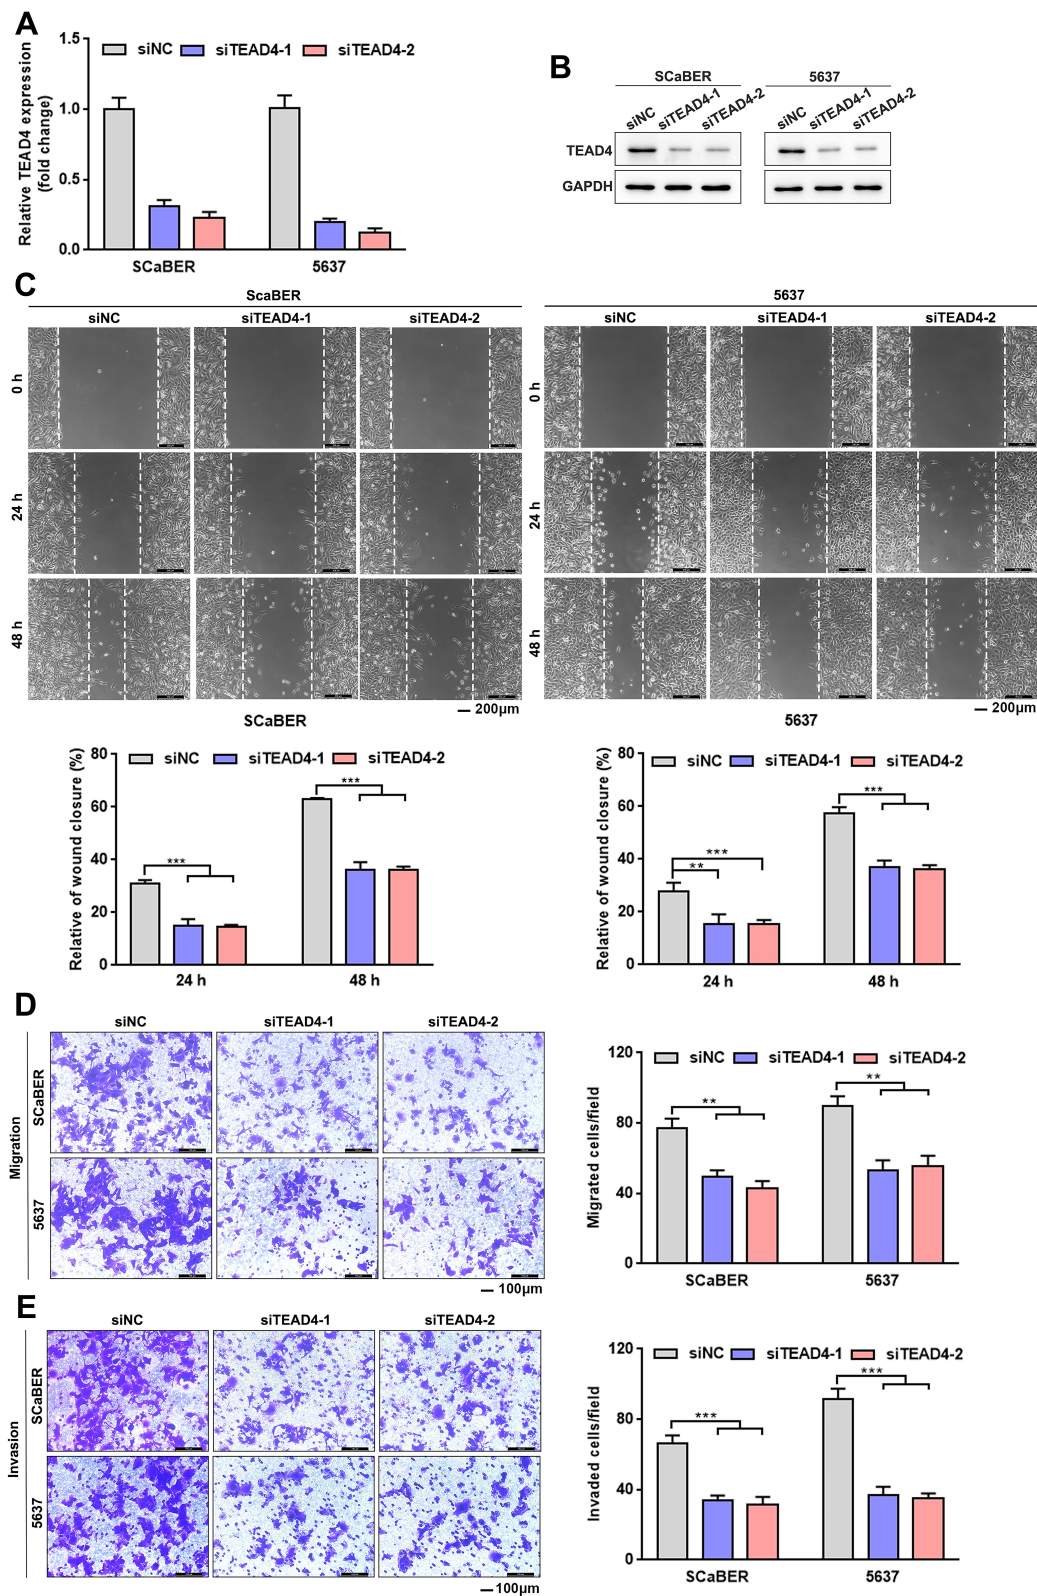 A
Relative TEAD4 expression
(fold change)
1.5
1.0
0.5
0.0
siNC siTEAD4-1 siTEAD4-2
SCaBER 5637
B
SCaBER 5637
siNC siTEAD4-1 siTEAD4-2 siNC siTEAD4-1 siTEAD4-2
TEAD4
GAPDH
C
ScaBER 5637
siNC siTEAD4-1 siTEAD4-2 siNC siTEAD4-1 siTEAD4-2
0 h 0 h
24 h 24 h
48 h 48 h
200μm 200μm
SCaBER
Relative of wound closure (%)
80
60
40
20
0
siNC siTEAD4-1 siTEAD4-2
*** ***
24 h 48 h
5637
Relative of wound closure (%)
80
60
40
20
0
siNC siTEAD4-1 siTEAD4-2
** *** ***
24 h 48 h
D
siNC siTEAD4-1 siTEAD4-2
Migration
SCaBER
5637
100μm
Migrated cells/field
120
80
40
0
siNC siTEAD4-1 siTEAD4-2
** **
SCaBER 5637
E
siNC siTEAD4-1 siTEAD4-2
Invasion
SCaBER
5637
100μm
Invaded cells/field
120
80
40
0
siNC siTEAD4-1 siTEAD4-2
*** ***
SCaBER 5637